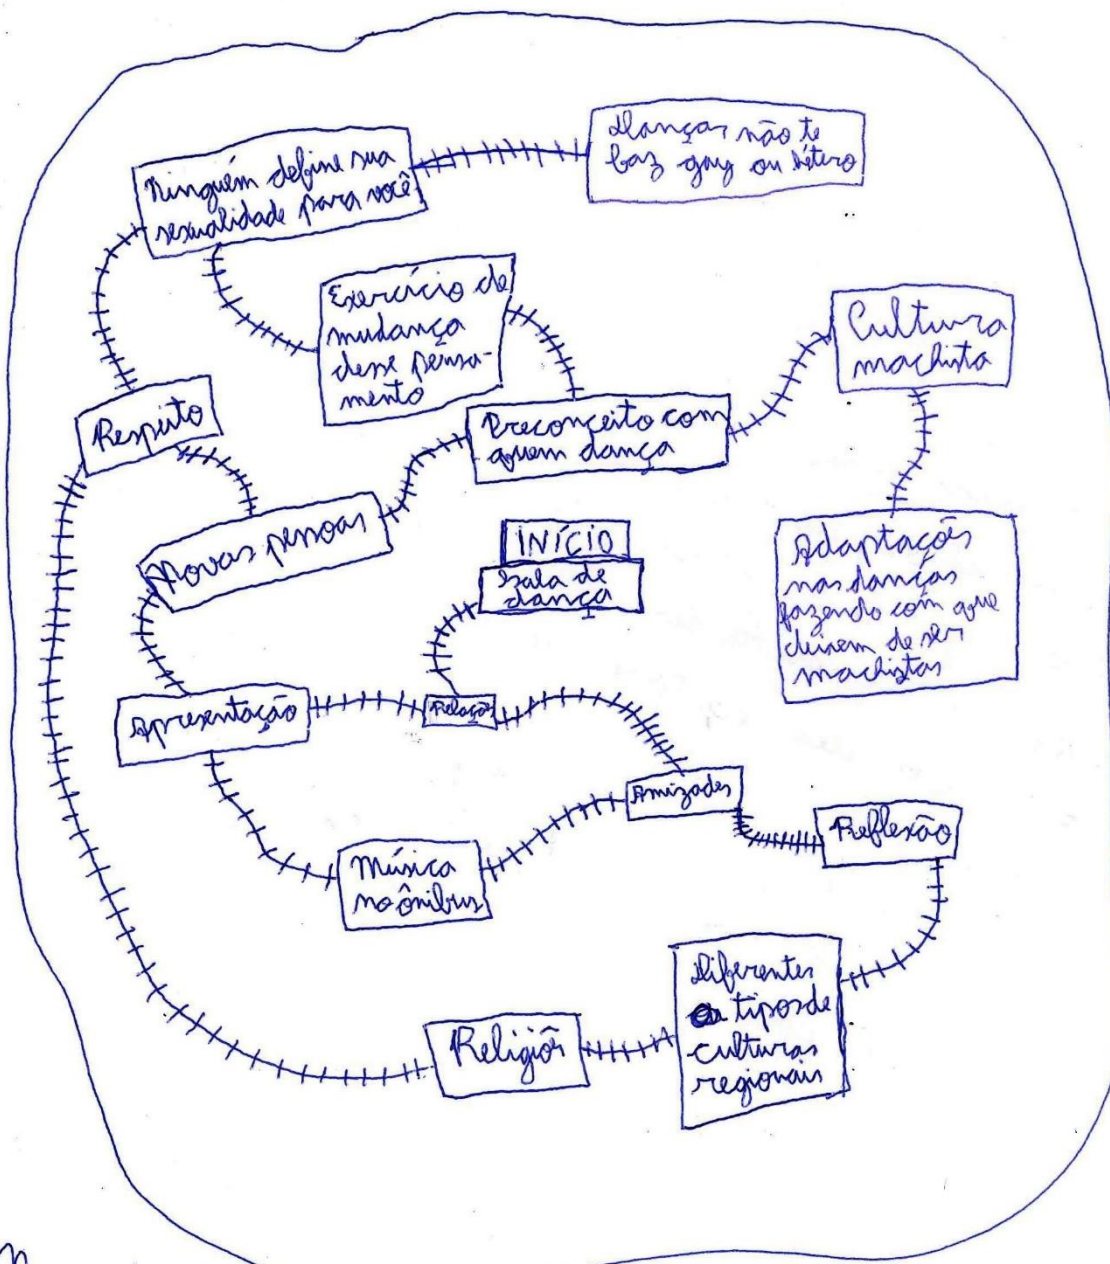 Ninguém define sua
sexualidade para você
Dançar não te
faz gay ou hétero
Exercício de
mudança
desse pensa-
mento
Cultura
machista
Respeito
Preconceito com
quem dança
Novas pessoas
INÍCIO
Sala de
dança
Adaptações
nas danças
fazendo com que
deixem de ser
machistas
Apresentação
Relação
Amizades
Reflexão
Música
no ônibus
Diferentes
tipos de
culturas
regionais